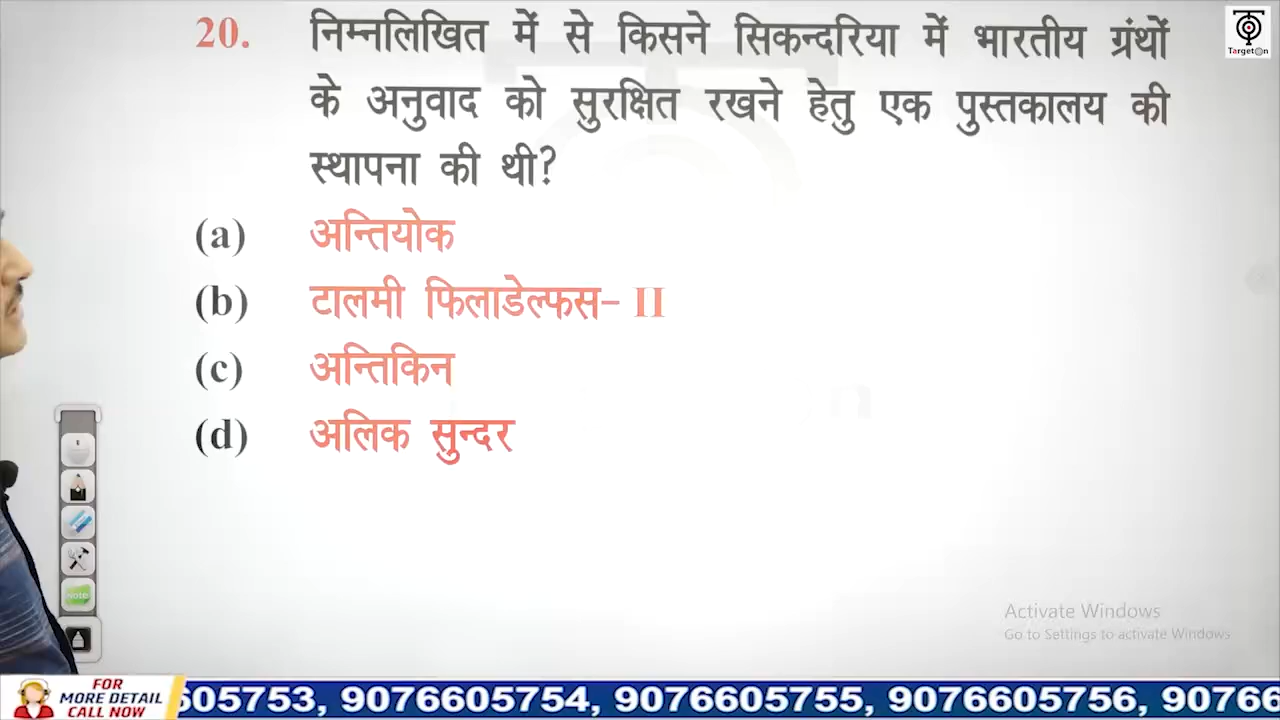 20. निम्नलिखित में से किसने सिकन्दरिया में भारतीय ग्रंथों
के अनुवाद को सुरक्षित रखने हेतु एक पुस्तकालय की
स्थापना की थी?
(a) अन्तियोक
(b) टालमी फिलाडेल्फस- II
(c) अन्तिकिन
(d) अलिक सुन्दर
TargetOn
Note
Activate Windows
Go to Settings to activate Windows
FOR
MORE DETAIL
CALL NOW
605753, 9076605754, 9076605755, 9076605756, 90766